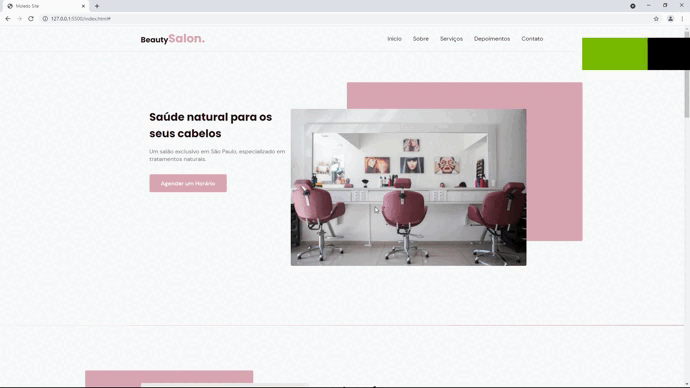 Modelo Site
127.0.0.1:5500/index.html#
BeautySalon.
Início Sobre Serviços Depoimentos Contato
Saúde natural para os
seus cabelos
Um salão exclusivo em São Paulo, especializado em
tratamentos naturais.
Agendar um Horário